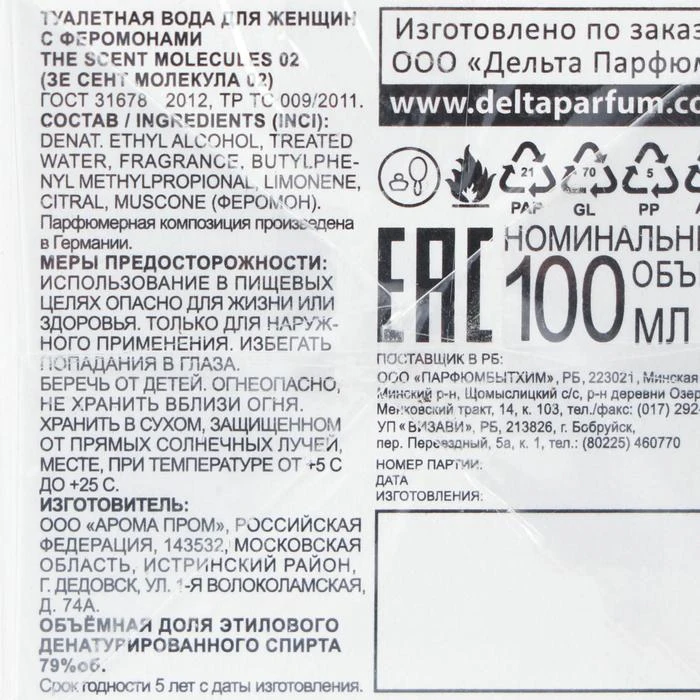 ТУАЛЕТНАЯ ВОДА ДЛЯ ЖЕНЩИН
С ФЕРОМОНАМИ
THE SCENT MOLECULES 02
(ЗЕ СЕНТ МОЛЕКУЛА 02)
ГОСТ 31678 - 2012, ТР ТС 009/2011.
СОСТАВ / INGREDIENTS (INCI):
DENAT. ETHYL ALCOHOL, TREATED
WATER, FRAGRANCE, BUTYLPHE-
NYL METHYLPROPIONAL, LIMONENE,
CITRAL, MUSCONE (ФЕРОМОН).
Парфюмерная композиция произведена
в Германии.
МЕРЫ ПРЕДОСТОРОЖНОСТИ:
ИСПОЛЬЗОВАНИЕ В ПИЩЕВЫХ
ЦЕЛЯХ ОПАСНО ДЛЯ ЖИЗНИ ИЛИ
ЗДОРОВЬЯ. ТОЛЬКО ДЛЯ НАРУЖ-
НОГО ПРИМЕНЕНИЯ. ИЗБЕГАТЬ
ПОПАДАНИЯ В ГЛАЗА.
БЕРЕЧЬ ОТ ДЕТЕЙ. ОГНЕОПАСНО,
НЕ ХРАНИТЬ ВБЛИЗИ ОГНЯ.
ХРАНИТЬ В СУХОМ, ЗАЩИЩЕННОМ
ОТ ПРЯМЫХ СОЛНЕЧНЫХ ЛУЧЕЙ,
МЕСТЕ, ПРИ ТЕМПЕРАТУРЕ ОТ +5 С
ДО +25 С.
ИЗГОТОВИТЕЛЬ:
ООО «АРОМА ПРОМ», РОССИЙСКАЯ
ФЕДЕРАЦИЯ, 143532, МОСКОВСКАЯ
ОБЛАСТЬ, ИСТРИНСКИЙ РАЙОН,
Г. ДЕДОВСК, УЛ. 1-Я ВОЛОКОЛАМСКАЯ,
Д. 74А.
ОБЪЁМНАЯ ДОЛЯ ЭТИЛОВОГО
ДЕНАТУРИРОВАННОГО СПИРТА
79%об.
Срок годности 5 лет с даты изготовления.
Изготовлено по зака
ООО «Дельта Парфюм
www.deltaparfum.co
21 70 5
PAP GL PP
EAC
НОМИНАЛЬН
ОБЪ
100 МЛ
ПОСТАВЩИК В РБ:
ООО «ПАРФЮМБЫТХИМ», РБ, 223021, Минская
Минский р-н, Щомыслицкий с/с, р-н деревни Озер
Меньковский тракт, 14, к. 103, тел./факс: (017) 292-
УП «ВИЗАВИ», РБ, 213826, г. Бобруйск,
пер. Переездный, 5а, к. 1, тел.: (80225) 460770
НОМЕР ПАРТИИ:
ДАТА
ИЗГОТОВЛЕНИЯ: